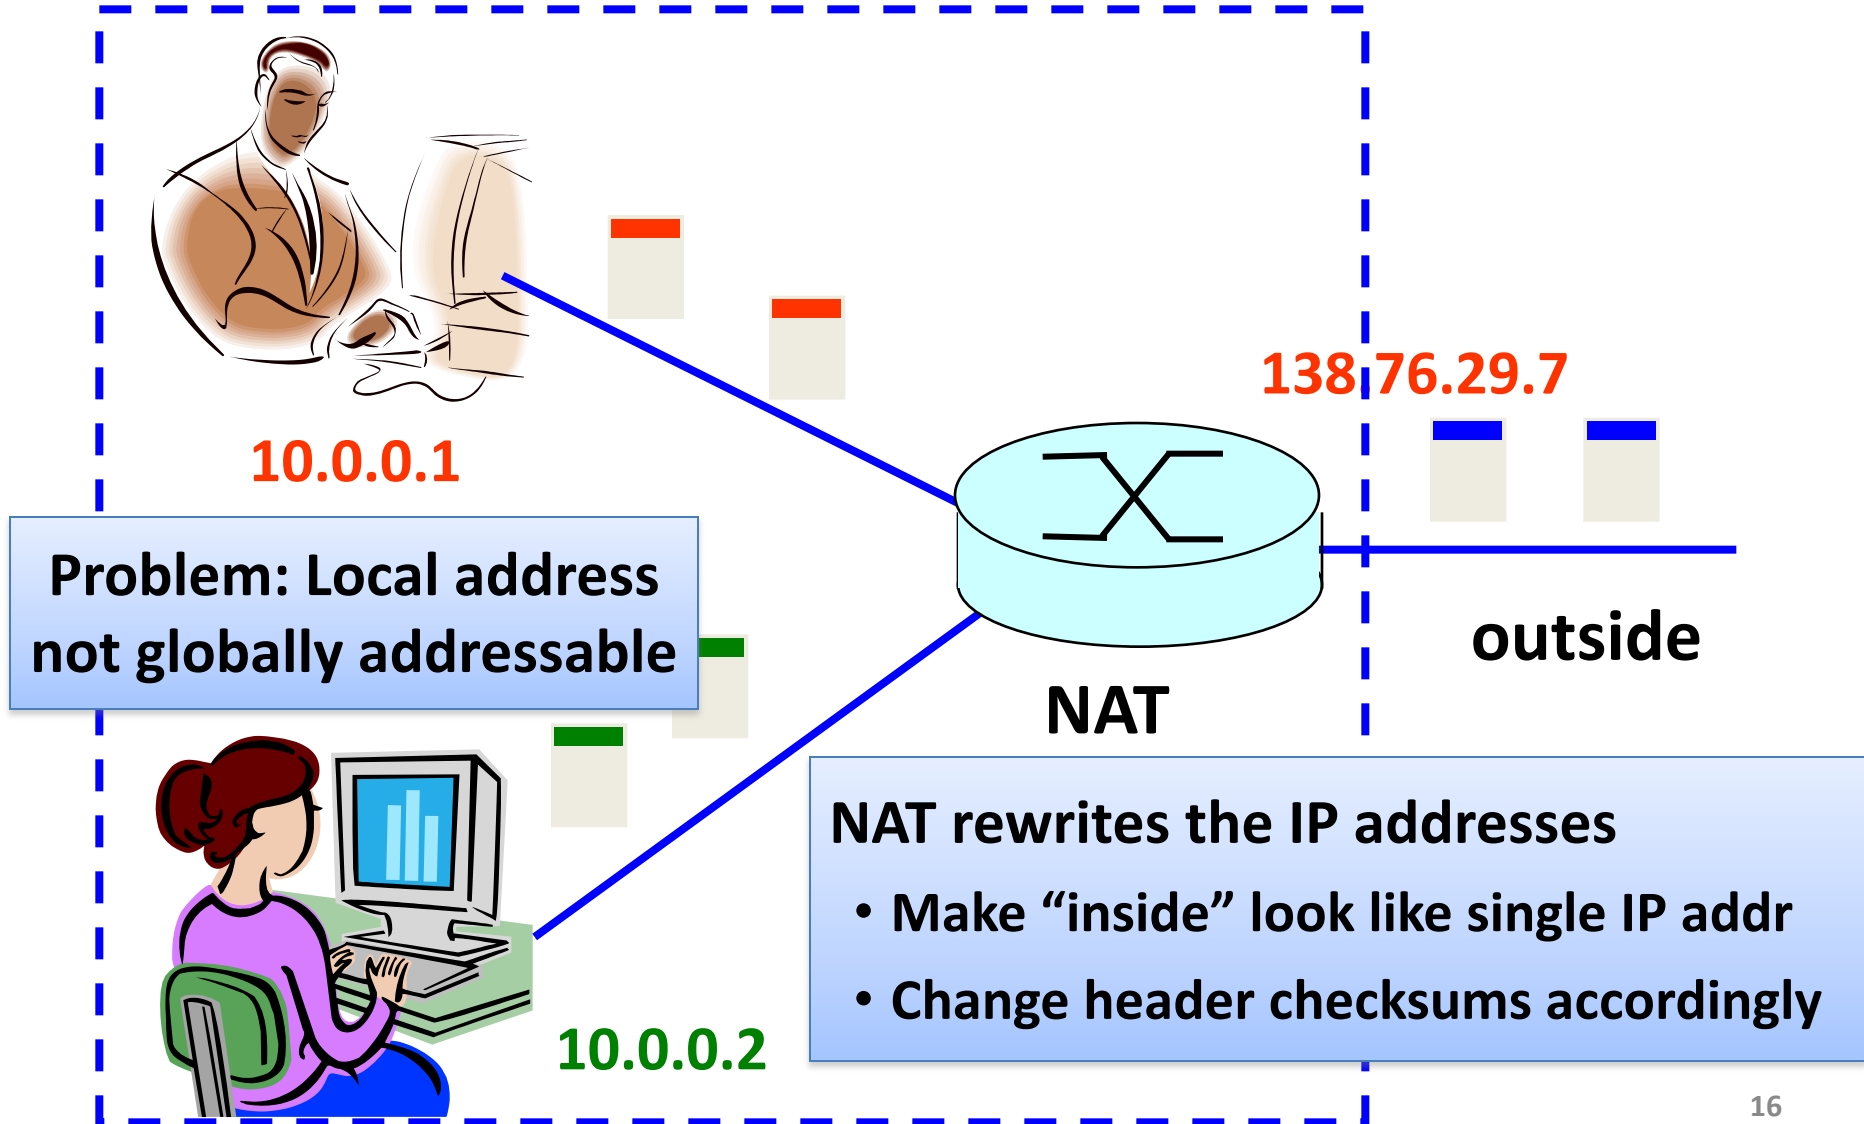 138.76.29.7
10.0.0.1
Problem: Local address
not globally addressable
outside
NAT
NAT rewrites the IP addresses
• Make “inside” look like single IP addr
• Change header checksums accordingly
10.0.0.2
16